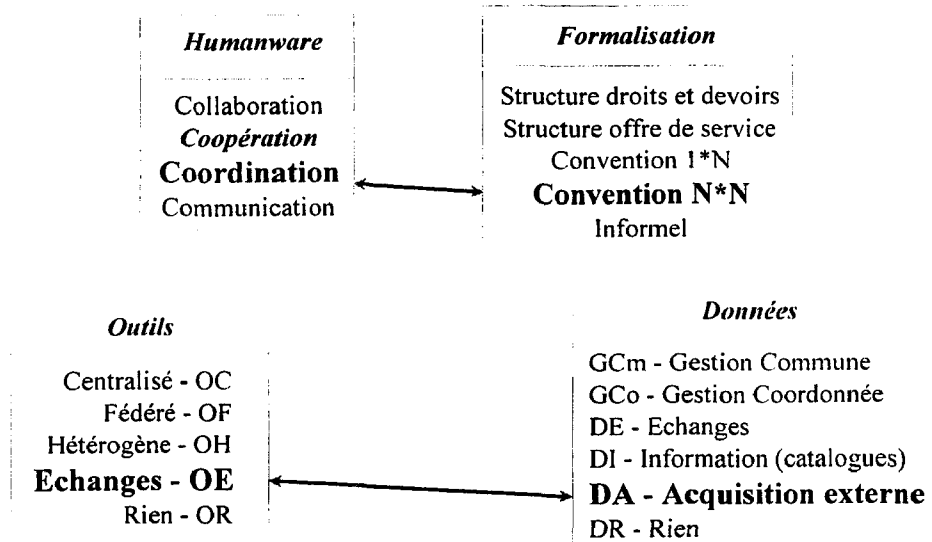 Humanware
Collaboration
Coopération
Coordination
Communication
Formalisation
Structure droits et devoirs
Structure offre de service
Convention 1*N
Convention N*N
Informel
Outils
Centralisé - OC
Fédéré - OF
Hétérogène - OH
Echanges - OE
Rien - OR
Données
GCm - Gestion Commune
GCo - Gestion Coordonnée
DE - Echanges
DI - Information (catalogues)
DA - Acquisition externe
DR - Rien